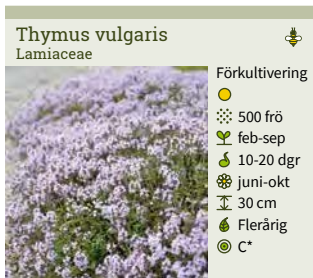 Thymus vulgaris
Lamiaceae
Förkultivering
500 frö
feb-sep
10-20 dgr
juni-okt
30 cm
Flerårig
C*